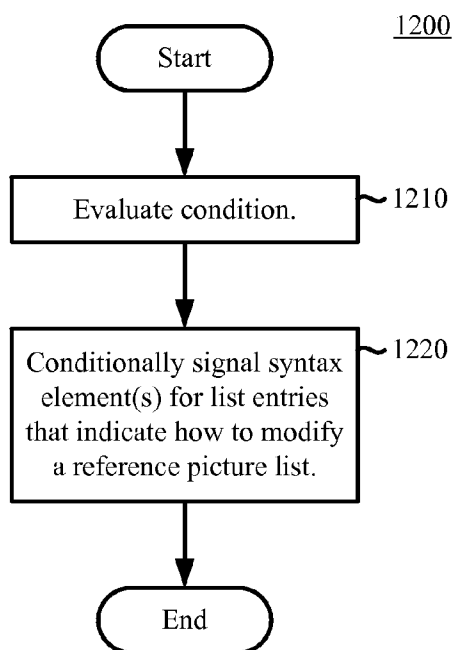 1200
Start
Evaluate condition.
1210
Conditionally signal syntax
element(s) for list entries
that indicate how to modify
a reference picture list.
1220
End